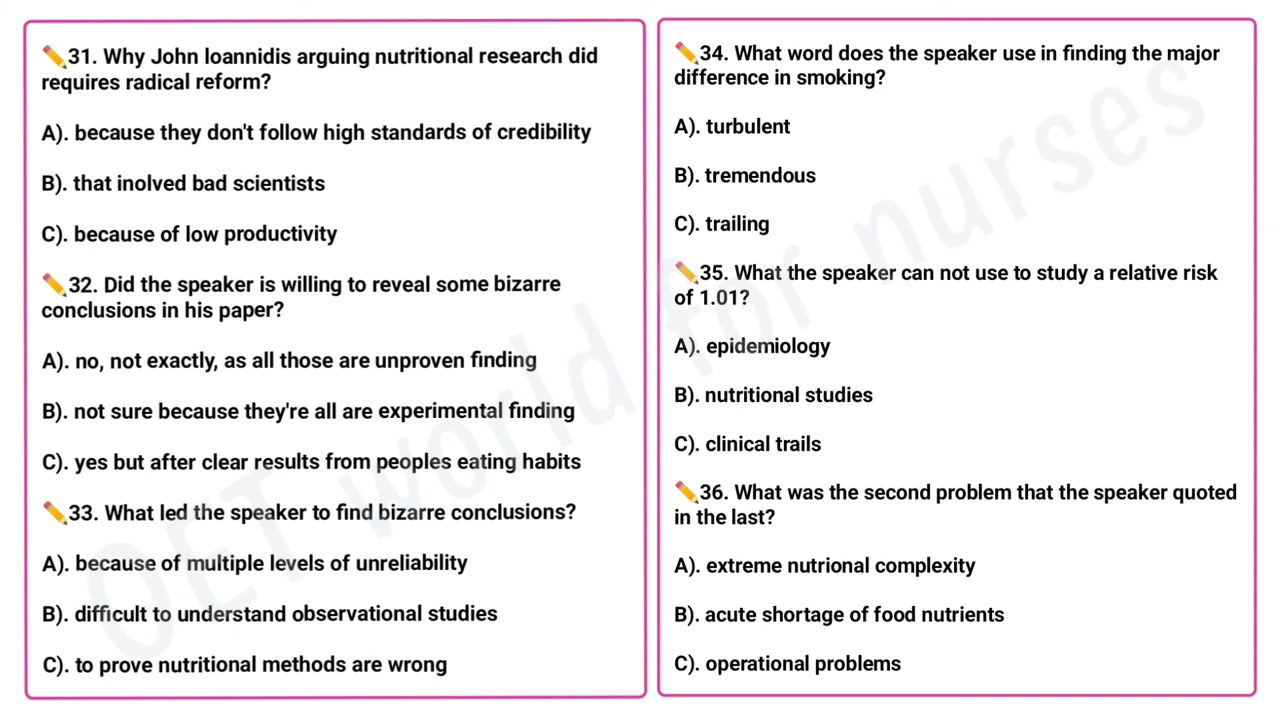 ✏️31. Why John Ioannidis arguing nutritional research did
requires radical reform?
A). because they don't follow high standards of credibility
B). that inolved bad scientists
C). because of low productivity
✏️32. Did the speaker is willing to reveal some bizarre
conclusions in his paper?
A). no, not exactly, as all those are unproven finding
B). not sure because they're all are experimental finding
C). yes but after clear results from peoples eating habits
✏️33. What led the speaker to find bizarre conclusions?
A). because of multiple levels of unreliability
B). difficult to understand observational studies
C). to prove nutritional methods are wrong
✏️34. What word does the speaker use in finding the major
difference in smoking?
A). turbulent
B). tremendous
C). trailing
✏️35. What the speaker can not use to study a relative risk
of 1.01?
A). epidemiology
B). nutritional studies
C). clinical trails
✏️36. What was the second problem that the speaker quoted
in the last?
A). extreme nutrional complexity
B). acute shortage of food nutrients
C). operational problems
OET world for nurses